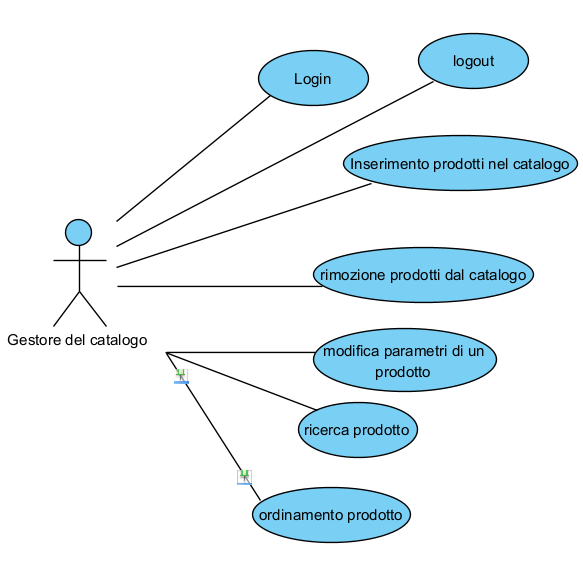 logout
Login
Inserimento prodotti nel catalogo
rimozione prodotti dal catalogo
Gestore del catalogo
modifica parametri di un
prodotto
ricerca prodotto
ordinamento prodotto